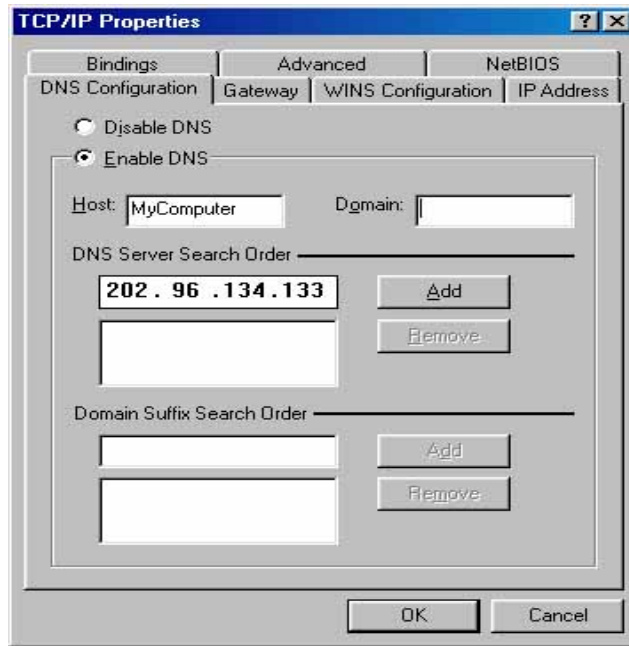 TCP/IP Properties
Bindings Advanced NetBIOS
DNS Configuration Gateway WINS Configuration IP Address
Disable DNS
Enable DNS
Host: MyComputer Domain:
DNS Server Search Order
202. 96 .134.133 Add
Remove
Domain Suffix Search Order
Add
Remove
OK Cancel